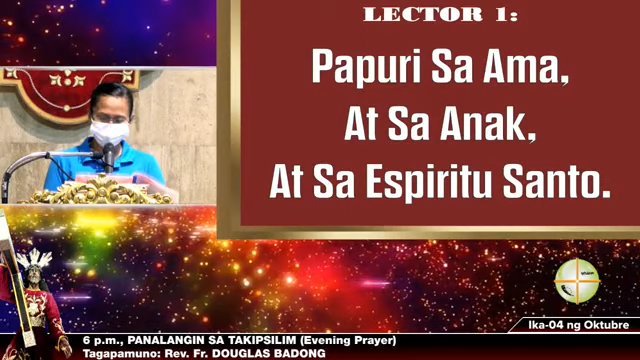 LECTOR 1:
Papuri Sa Ama,
At Sa Anak,
At Sa Espiritu Santo.
Ika-04 ng Oktubre
6 p.m., PANALANGIN SA TAKIPSILIM (Evening Prayer)
Tagapamuno: Rev. Fr. DOUGLAS BADONG